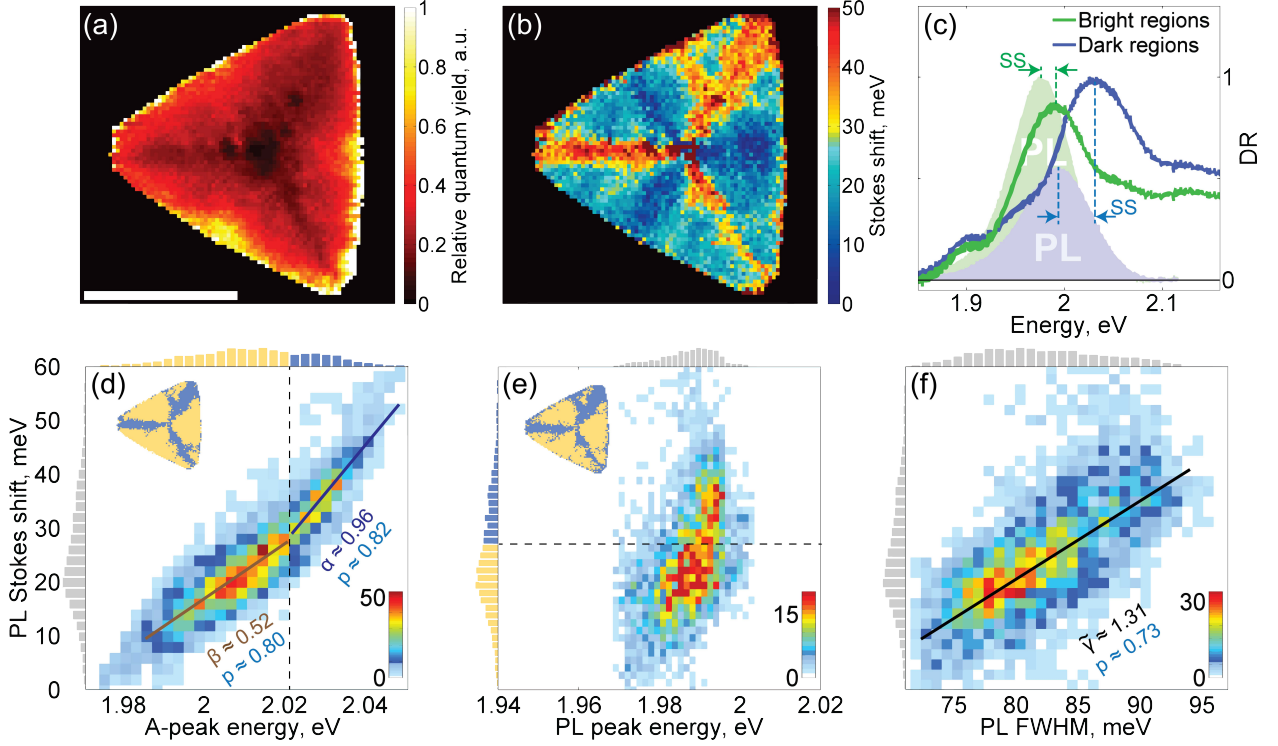 (a)
1
0.8
0.6
0.4
0.2
0
Relative quantum yield, a.u.
(b)
50
40
30
20
10
0
Stokes shift, meV
(c)
Bright regions
Dark regions
SS
PL
SS
PL
1
0
DR
1.9
2
2.1
Energy, eV
(d)
60
50
40
30
20
10
0
PL Stokes shift, meV
α ≈ 0.96
p ≈ 0.82
β ≈ 0.52
p ≈ 0.80
50
0
1.98
2
2.02
2.04
A-peak energy, eV
(e)
15
0
1.94
1.96
1.98
2
2.02
PL peak energy, eV
(f)
γ̃ ≈ 1.31
p ≈ 0.73
30
0
75
80
85
90
95
PL FWHM, meV